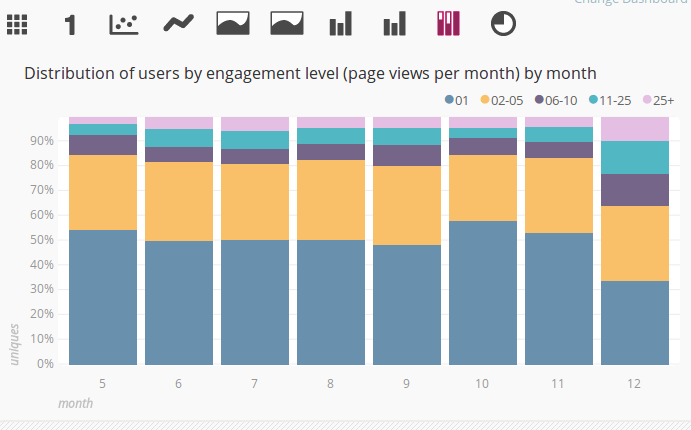 Change Dashboard
1
Distribution of users by engagement level (page views per month) by month
01 02-05 06-10 11-25 25+
90%
80%
70%
60%
50%
40%
30%
20%
10%
0%
uniques
5 6 7 8 9 10 11 12
month